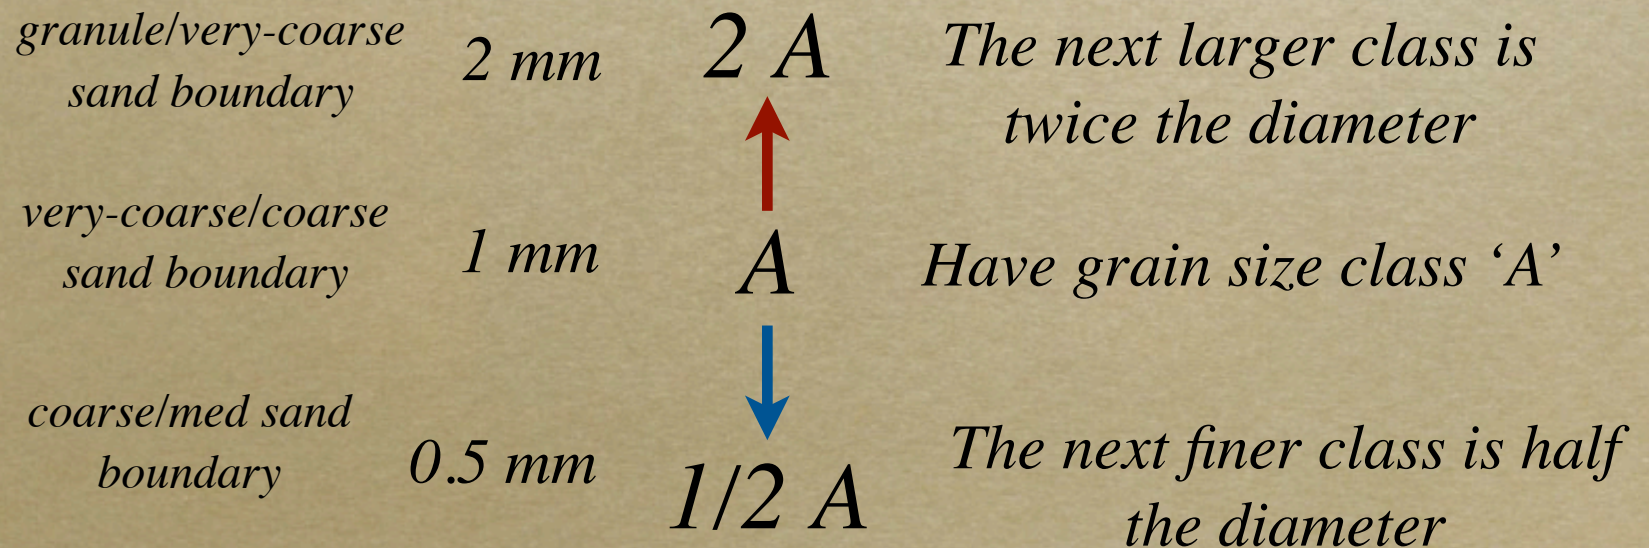 granule/very-coarse
sand boundary
2 mm
2 A
The next larger class is
twice the diameter
very-coarse/coarse
sand boundary
1 mm
A
Have grain size class ‘A’
coarse/med sand
boundary
0.5 mm
1/2 A
The next finer class is half
the diameter